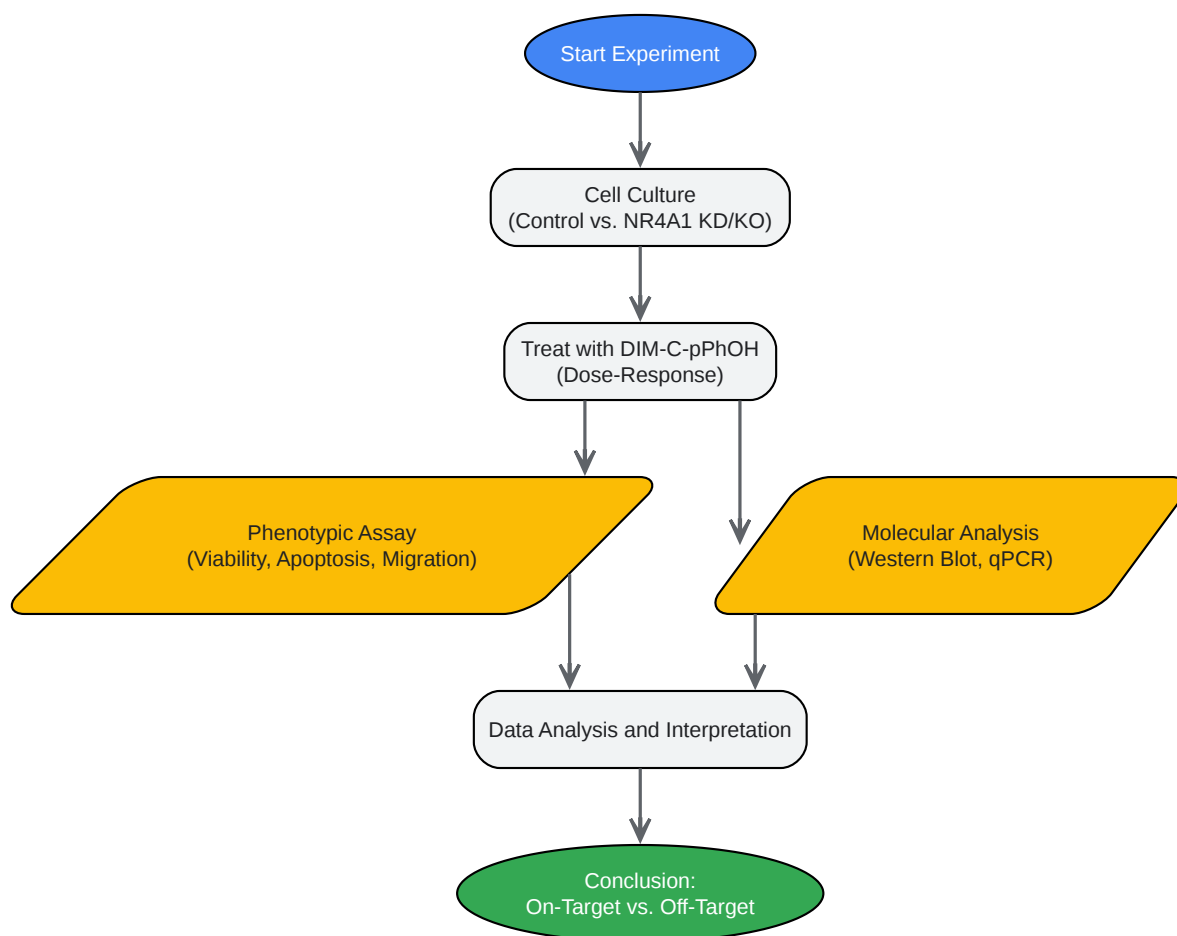 Start Experiment
Cell Culture
(Control vs. NR4A1 KD/KO)
Treat with DIM-C-pPhOH
(Dose-Response)
Phenotypic Assay
(Viability, Apoptosis, Migration)
Molecular Analysis
(Western Blot, qPCR)
Data Analysis and Interpretation
Conclusion:
On-Target vs. Off-Target